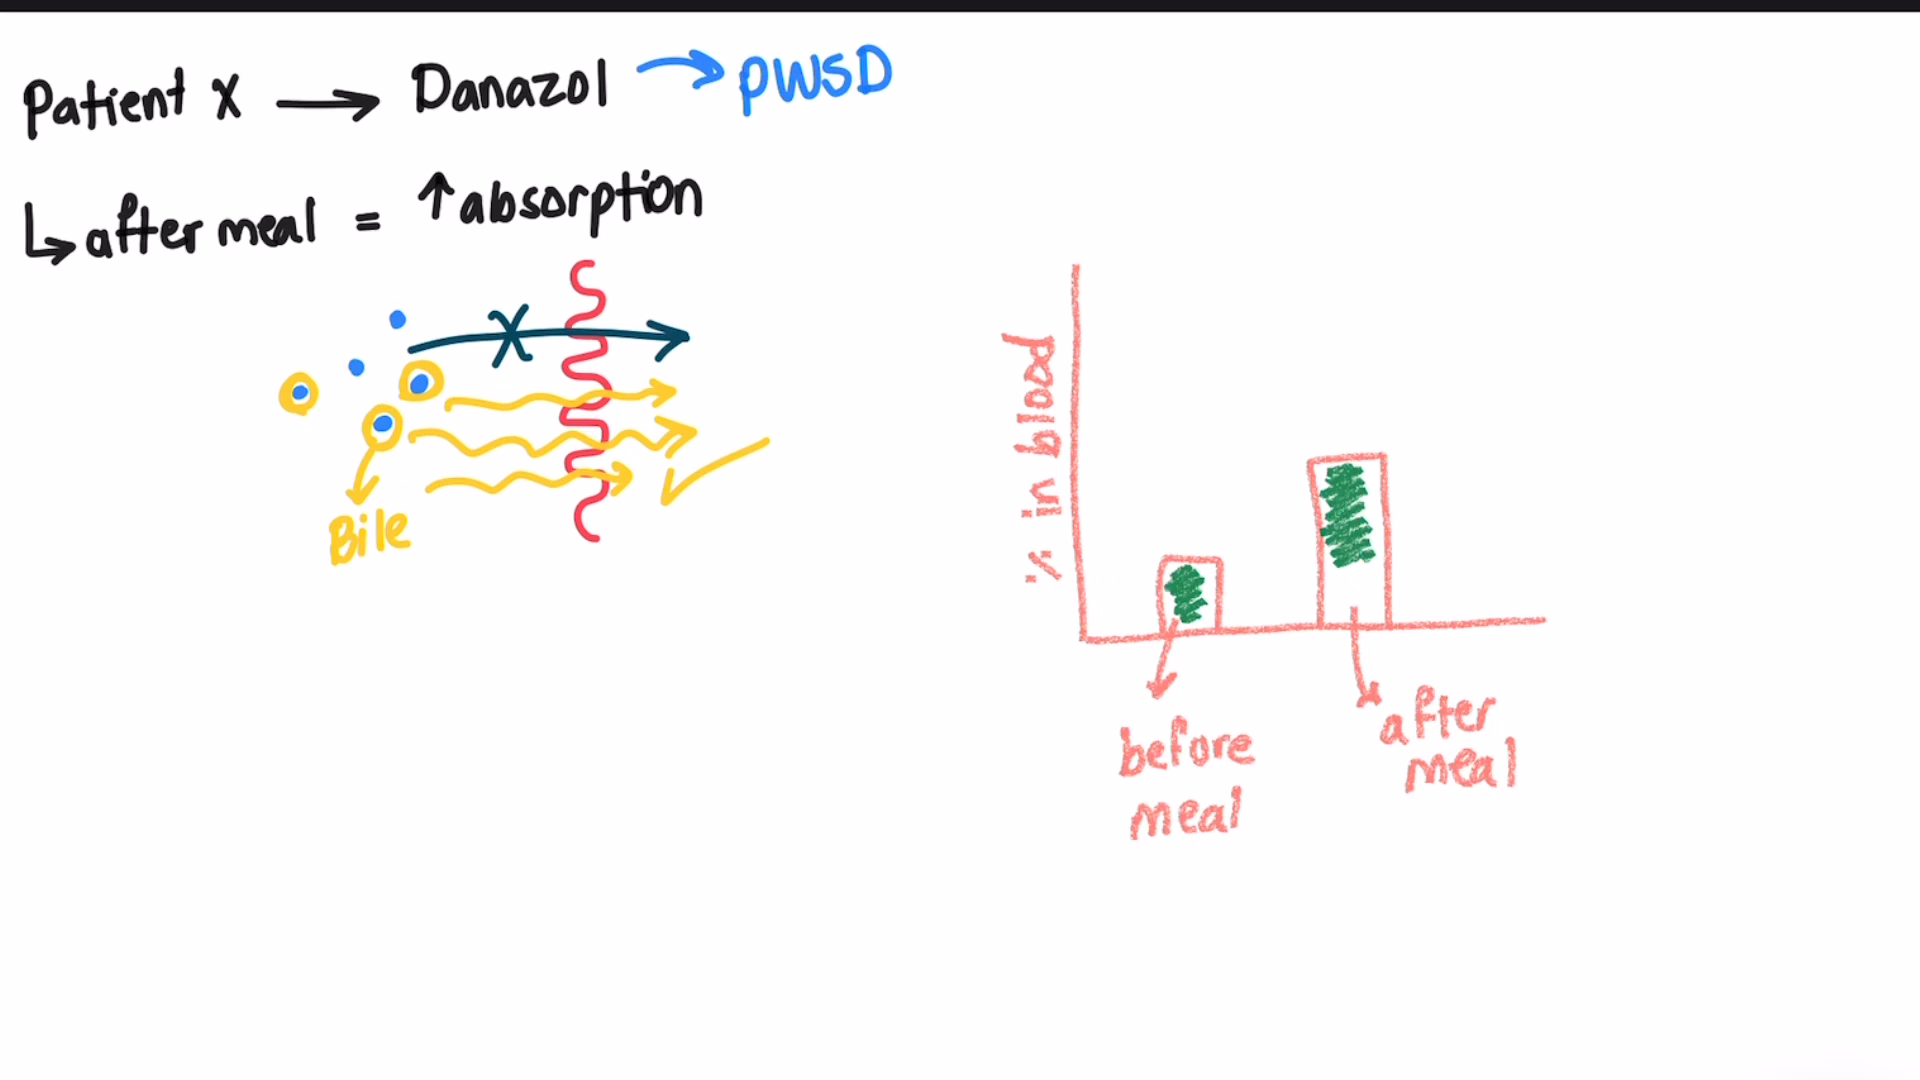 Patient X → Danazol → PWSD
↳ after meal = ↑ absorption
Bile
% in blood
before
meal
after
meal